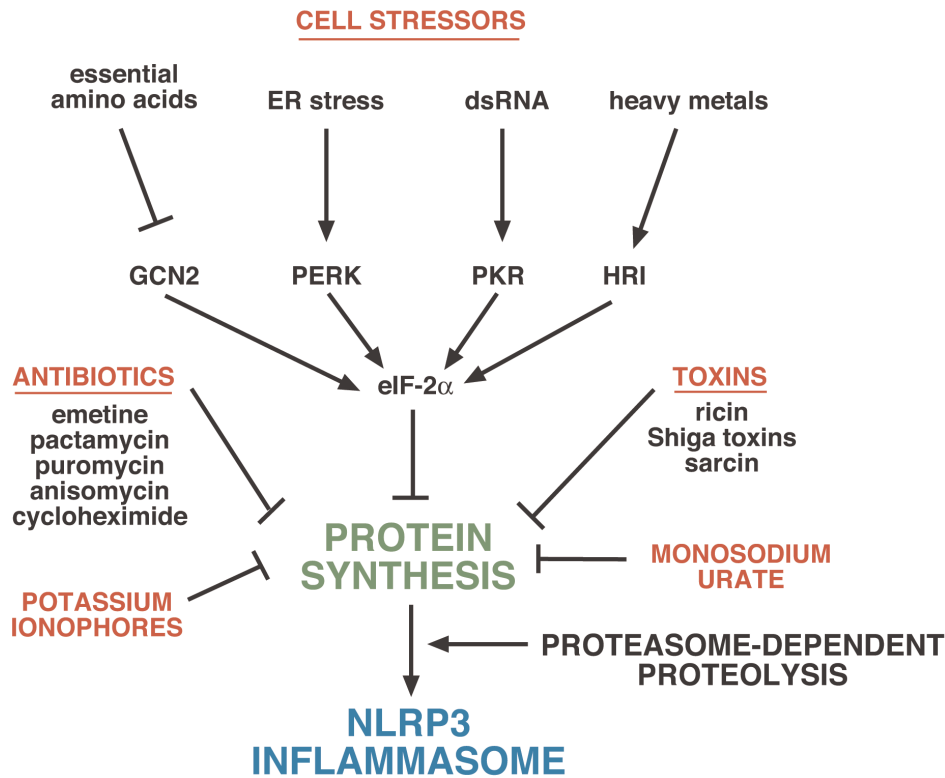 CELL STRESSORS
essential
amino acids
ER stress
dsRNA
heavy metals
GCN2
PERK
PKR
HRI
eIF-2α
ANTIBIOTICS
emetine
pactamycin
puromycin
anisomycin
cycloheximide
TOXINS
ricin
Shiga toxins
sarcin
PROTEIN
SYNTHESIS
MONOSODIUM
URATE
POTASSIUM
IONOPHORES
PROTEASOME-DEPENDENT
PROTEOLYSIS
NLRP3
INFLAMMASOME